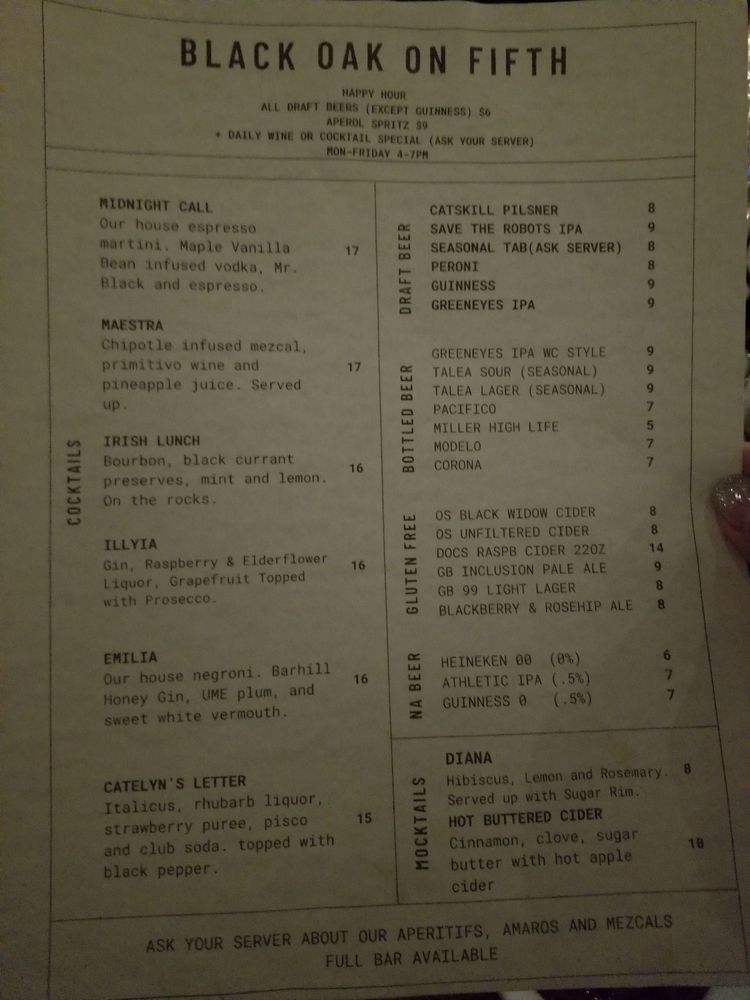 BLACK OAK ON FIFTH
HAPPY HOUR
ALL DRAFT BEERS (EXCEPT GUINNESS) $6
APEROL SPRITZ $9
+ DAILY WINE OR COCKTAIL SPECIAL (ASK YOUR SERVER)
MON-FRIDAY 4-7PM
COCKTAILS
MIDNIGHT CALL
Our house espresso
martini. Maple Vanilla 17
Bean infused vodka, Mr.
Black and espresso.
MAESTRA
Chipotle infused mezcal,
primitivo wine and 17
pineapple juice. Served
up.
IRISH LUNCH
Bourbon, black currant 16
preserves, mint and lemon.
On the rocks.
ILLYIA
Gin, Raspberry & Elderflower 16
Liquor, Grapefruit Topped
with Prosecco.
EMILIA
Our house negroni. Barhill 16
Honey Gin, UME plum, and
sweet white vermouth.
CATELYN'S LETTER
Italicus, rhubarb liquor,
strawberry puree, pisco 15
and club soda. topped with
black pepper.
DRAFT BEER
CATSKILL PILSNER 8
SAVE THE ROBOTS IPA 9
SEASONAL TAB(ASK SERVER) 8
PERONI 8
GUINNESS 9
GREENEYES IPA 9
BOTTLED BEER
GREENEYES IPA WC STYLE 9
TALEA SOUR (SEASONAL) 9
TALEA LAGER (SEASONAL) 9
PACIFICO 7
MILLER HIGH LIFE 5
MODELO 7
CORONA 7
GLUTEN FREE
OS BLACK WIDOW CIDER 8
OS UNFILTERED CIDER 8
DOCS RASPB CIDER 22OZ 14
GB INCLUSION PALE ALE 9
GB 99 LIGHT LAGER 8
BLACKBERRY & ROSEHIP ALE 8
NA BEER
HEINEKEN 00 (0%) 6
ATHLETIC IPA (.5%) 7
GUINNESS 0 (.5%) 7
MOCKTAILS
DIANA
Hibiscus, Lemon and Rosemary. 8
Served up with Sugar Rim.
HOT BUTTERED CIDER
Cinnamon, clove, sugar 10
butter with hot apple
cider
ASK YOUR SERVER ABOUT OUR APERITIFS, AMAROS AND MEZCALS
FULL BAR AVAILABLE